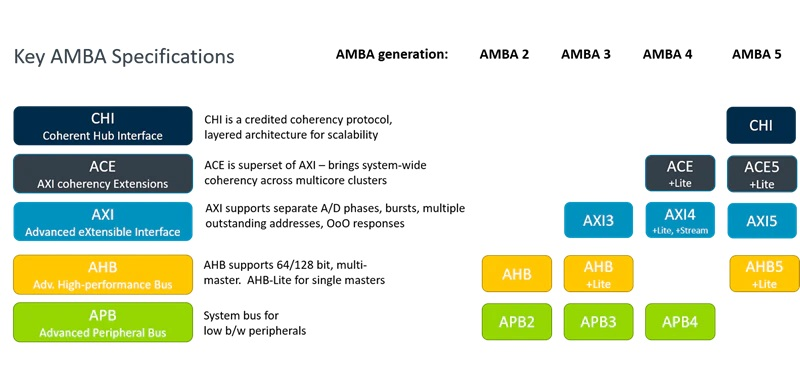 Key AMBA Specifications
AMBA generation:
AMBA 2
AMBA 3
AMBA 4
AMBA 5
CHI
Coherent Hub Interface
CHI is a credited coherency protocol,
layered architecture for scalability
CHI
ACE
AXI coherency Extensions
ACE is superset of AXI – brings system-wide
coherency across multicore clusters
ACE
+Lite
ACE5
+Lite
AXI
Advanced eXtensible Interface
AXI supports separate A/D phases, bursts, multiple
outstanding addresses, OoO responses
AXI3
AXI4
+Lite, +Stream
AXI5
AHB
Adv. High-performance Bus
AHB supports 64/128 bit, multi-
master. AHB-Lite for single masters
AHB
AHB
+Lite
AHB5
+Lite
APB
Advanced Peripheral Bus
System bus for
low b/w peripherals
APB2
APB3
APB4